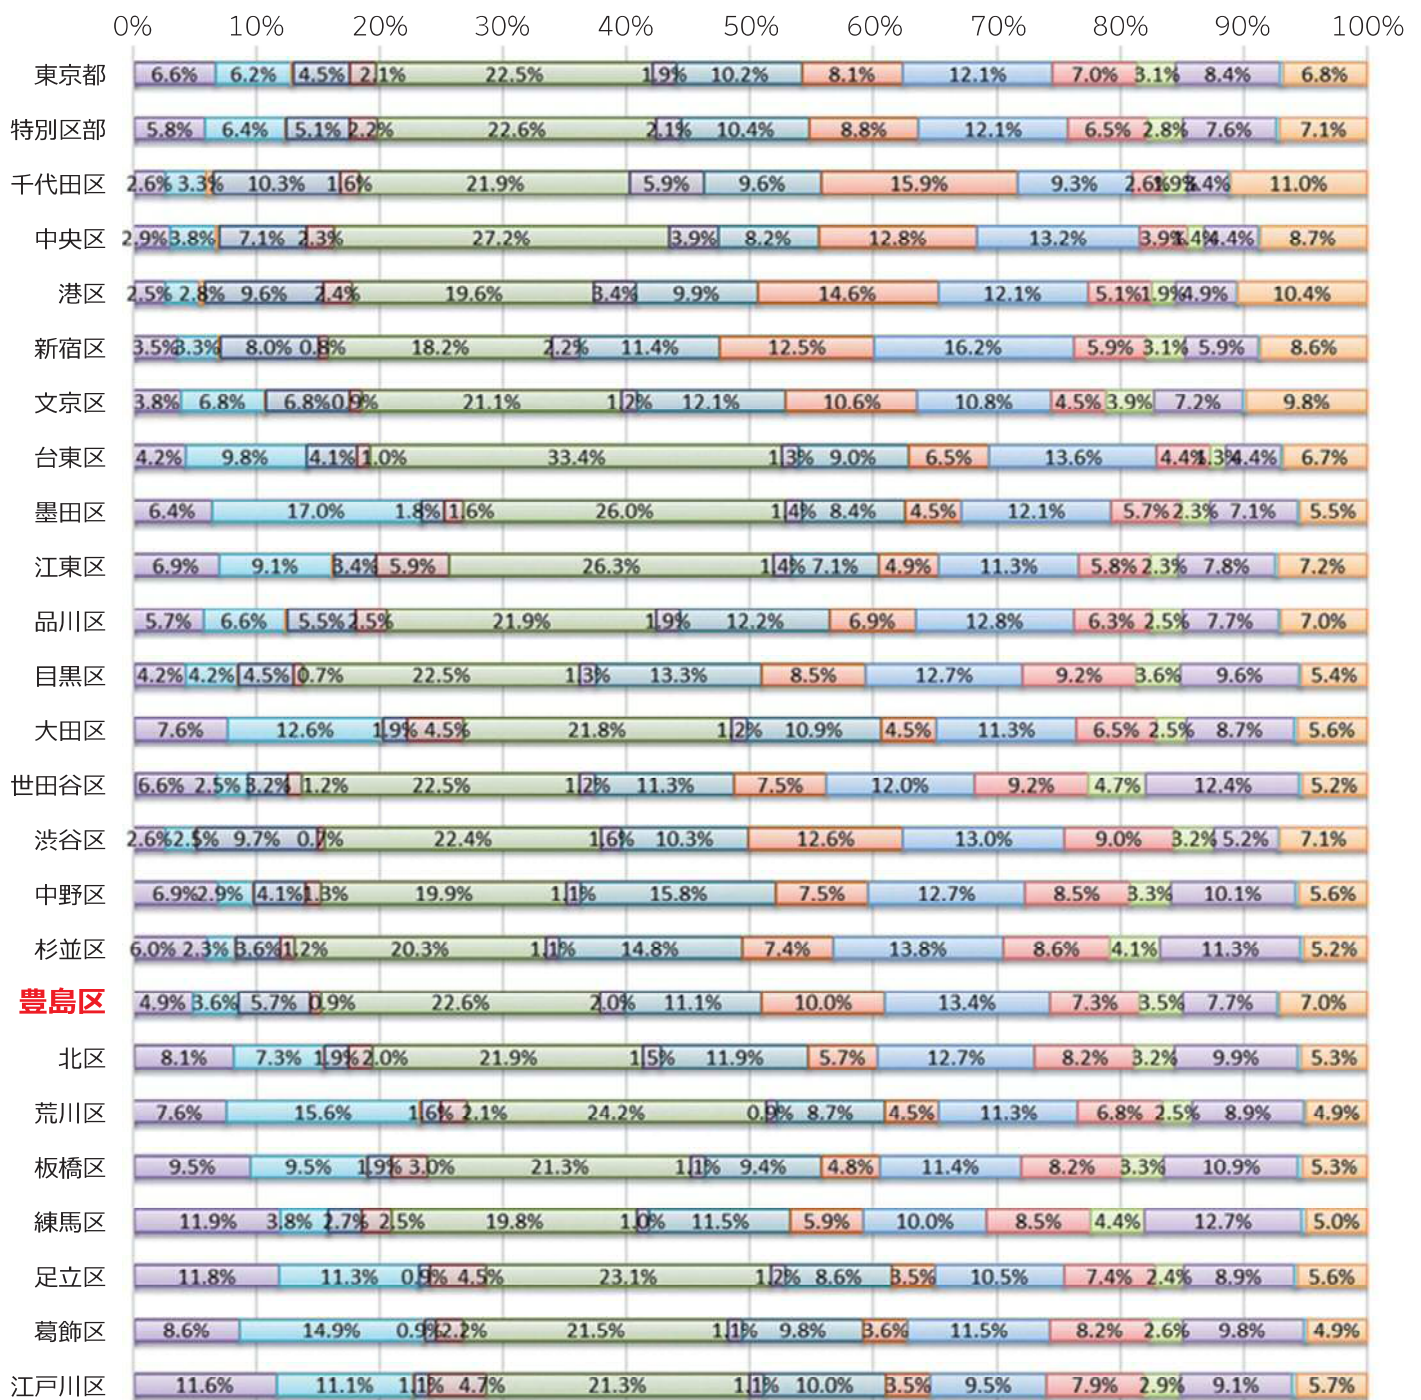 0% 10% 20% 30% 40% 50% 60% 70% 80% 90% 100%
東京都 6.6% 6.2% 4.5% 2.1% 22.5% 1.9% 10.2% 8.1% 12.1% 7.0% 3.1% 8.4% 6.8%
特別区部 5.8% 6.4% 5.1% 2.2% 22.6% 2.1% 10.4% 8.8% 12.1% 6.5% 2.8% 7.6% 7.1%
千代田区 2.6% 3.3% 10.3% 1.6% 21.9% 5.9% 9.6% 15.9% 9.3% 2.6% 1.9% 3.4% 11.0%
中央区 2.9% 3.8% 7.1% 2.3% 27.2% 3.9% 8.2% 12.8% 13.2% 3.9% 1.4% 4.4% 8.7%
港区 2.5% 2.8% 9.6% 2.4% 19.6% 3.4% 9.9% 14.6% 12.1% 5.1% 1.9% 4.9% 10.4%
新宿区 3.5% 3.3% 8.0% 0.8% 18.2% 2.2% 11.4% 12.5% 16.2% 5.9% 3.1% 5.9% 8.6%
文京区 3.8% 6.8% 6.8% 0.9% 21.1% 1.2% 12.1% 10.6% 10.8% 4.5% 3.9% 7.2% 9.8%
台東区 4.2% 9.8% 4.1% 1.0% 33.4% 1.3% 9.0% 6.5% 13.6% 4.4% 1.3% 4.4% 6.7%
墨田区 6.4% 17.0% 1.8% 1.6% 26.0% 1.4% 8.4% 4.5% 12.1% 5.7% 2.3% 7.1% 5.5%
江東区 6.9% 9.1% 3.4% 5.9% 26.3% 1.4% 7.1% 4.9% 11.3% 5.8% 2.3% 7.8% 7.2%
品川区 5.7% 6.6% 5.5% 2.5% 21.9% 1.9% 12.2% 6.9% 12.8% 6.3% 2.5% 7.7% 7.0%
目黒区 4.2% 4.2% 4.5% 0.7% 22.5% 1.3% 13.3% 8.5% 12.7% 9.2% 3.6% 9.6% 5.4%
大田区 7.6% 12.6% 1.9% 4.5% 21.8% 1.2% 10.9% 4.5% 11.3% 6.5% 2.5% 8.7% 5.6%
世田谷区 6.6% 2.5% 3.2% 1.2% 22.5% 1.2% 11.3% 7.5% 12.0% 9.2% 4.7% 12.4% 5.2%
渋谷区 2.6% 2.5% 9.7% 0.7% 22.4% 1.6% 10.3% 12.6% 13.0% 9.0% 3.2% 5.2% 7.1%
中野区 6.9% 2.9% 4.1% 1.3% 19.9% 1.1% 15.8% 7.5% 12.7% 8.5% 3.3% 10.1% 5.6%
杉並区 6.0% 2.3% 3.6% 1.2% 20.3% 1.1% 14.8% 7.4% 13.8% 8.6% 4.1% 11.3% 5.2%
豊島区 4.9% 3.6% 5.7% 0.9% 22.6% 2.0% 11.1% 10.0% 13.4% 7.3% 3.5% 7.7% 7.0%
北区 8.1% 7.3% 1.9% 2.0% 21.9% 1.5% 11.9% 5.7% 12.7% 8.2% 3.2% 9.9% 5.3%
荒川区 7.6% 15.6% 1.6% 2.1% 24.2% 0.9% 8.7% 4.5% 11.3% 6.8% 2.5% 8.9% 4.9%
板橋区 9.5% 9.5% 1.9% 3.0% 21.3% 1.1% 9.4% 4.8% 11.4% 8.2% 3.3% 10.9% 5.3%
練馬区 11.9% 3.8% 2.7% 2.5% 19.8% 1.0% 11.5% 5.9% 10.0% 8.5% 4.4% 12.7% 5.0%
足立区 11.8% 11.3% 0.9% 4.5% 23.1% 1.2% 8.6% 3.5% 10.5% 7.4% 2.4% 8.9% 5.6%
葛飾区 8.6% 14.9% 0.9% 2.2% 21.5% 1.1% 9.8% 3.6% 11.5% 8.2% 2.6% 9.8% 4.9%
江戸川区 11.6% 11.1% 1.1% 4.7% 21.3% 1.1% 10.0% 3.5% 9.5% 7.9% 2.9% 9.1% 5.7%